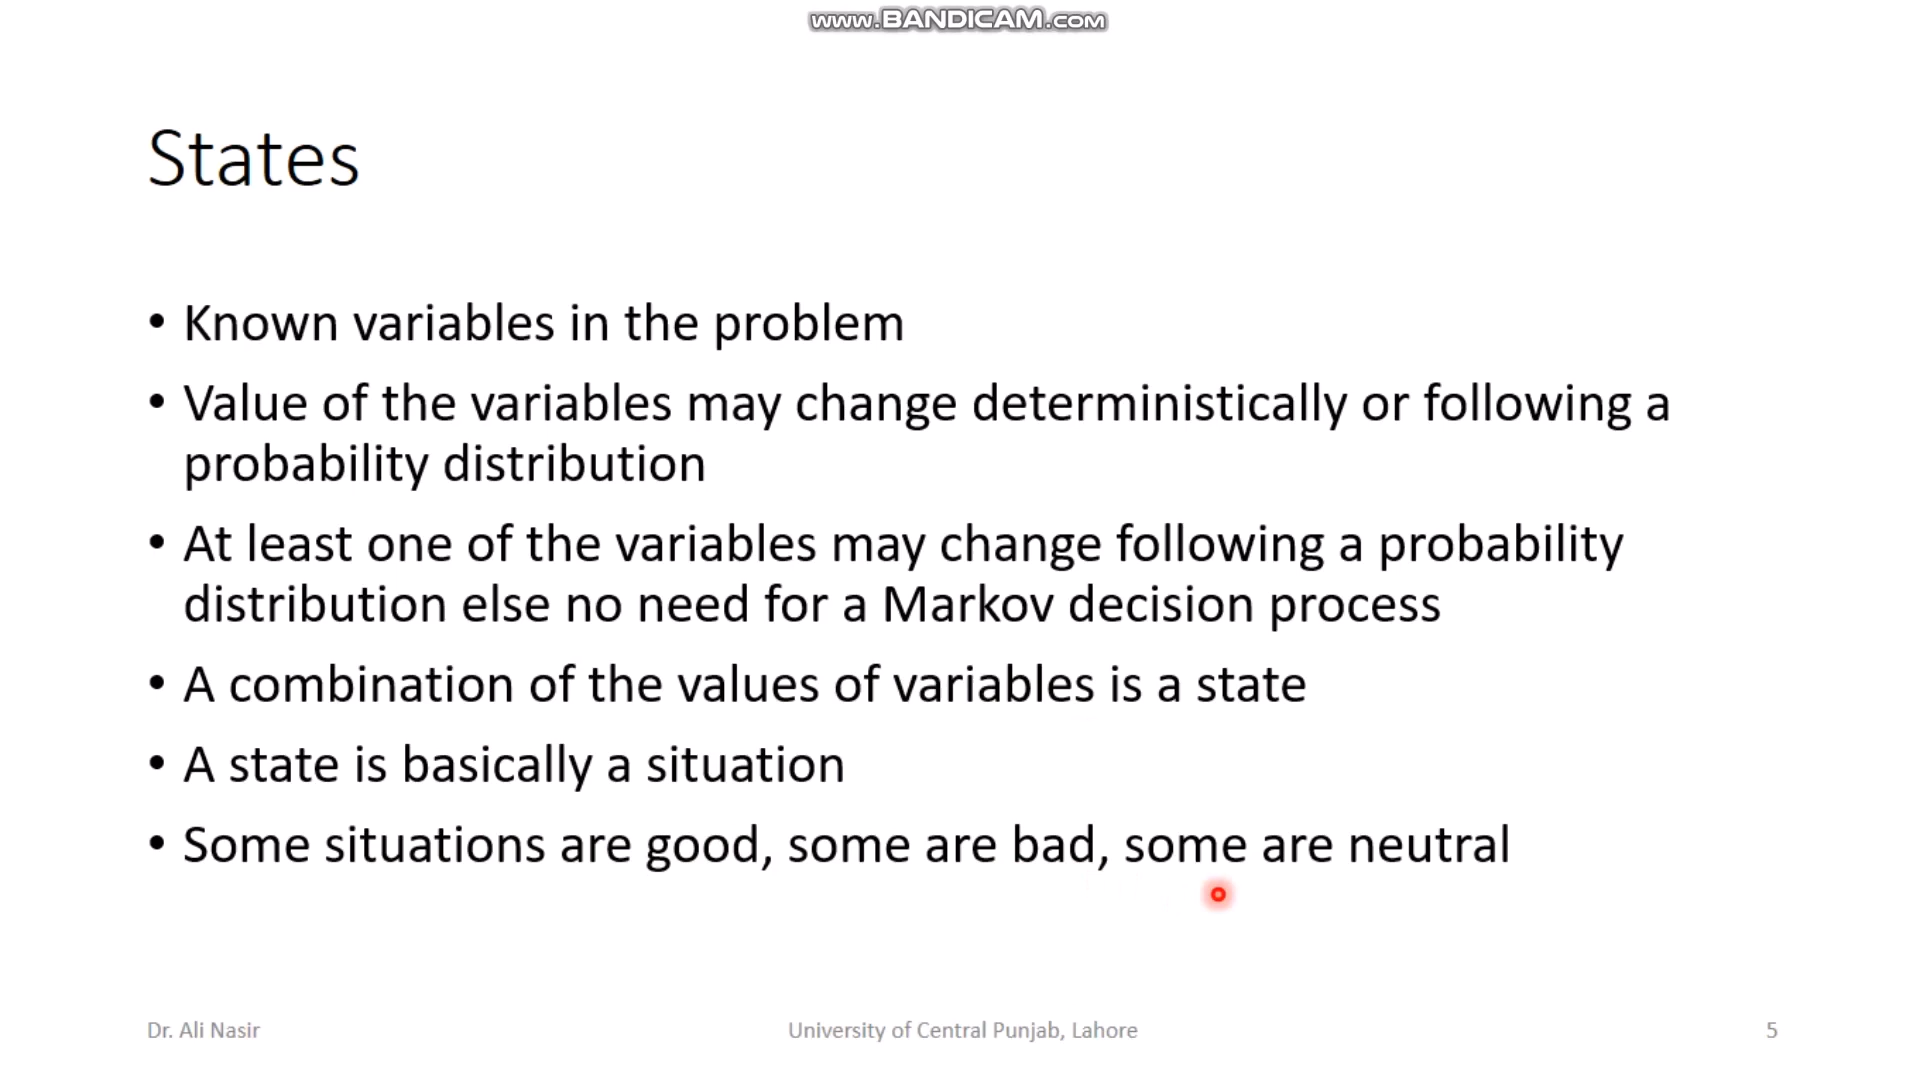 www.BANDICAM.com
States
• Known variables in the problem
• Value of the variables may change deterministically or following a
probability distribution
• At least one of the variables may change following a probability
distribution else no need for a Markov decision process
• A combination of the values of variables is a state
• A state is basically a situation
• Some situations are good, some are bad, some are neutral
Dr. Ali Nasir
University of Central Punjab, Lahore
5